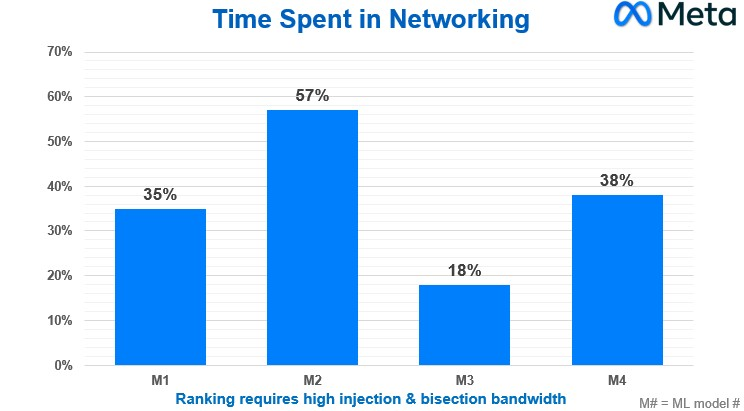 Time Spent in Networking
Meta
70%
60%
50%
40%
30%
20%
10%
0%
35%
57%
18%
38%
M1 M2 M3 M4
Ranking requires high injection & bisection bandwidth
M# = ML model #